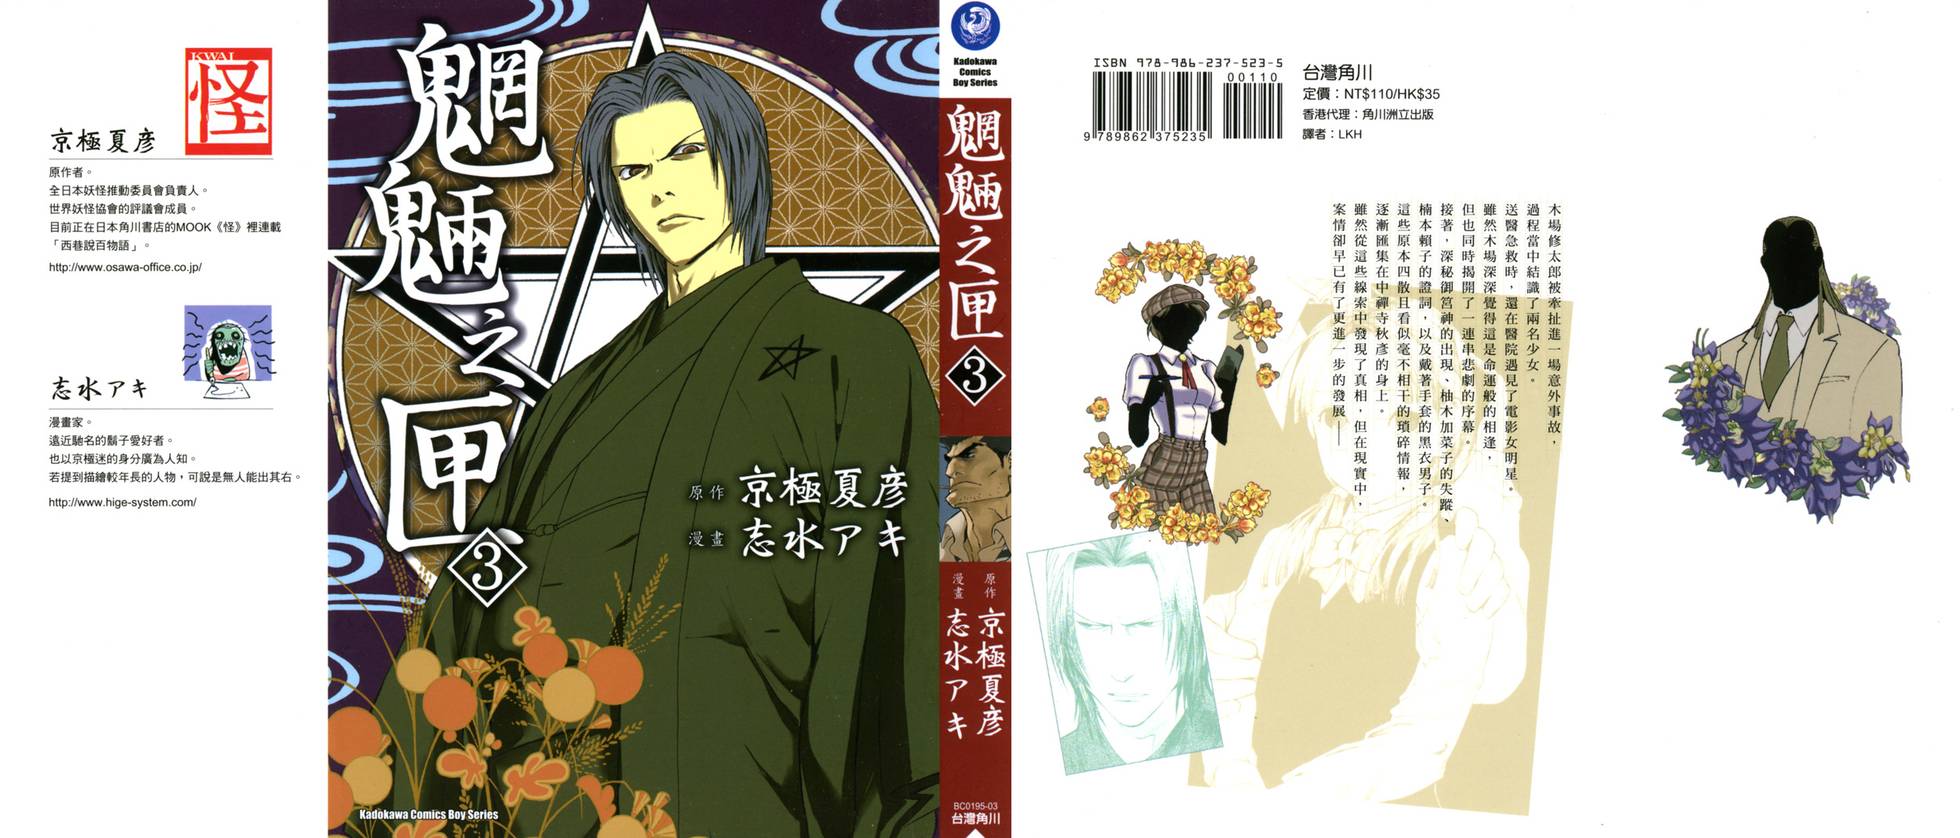 KWAI
怪
京極夏彦
原作者。
全日本妖怪推動委員會負責人。
世界妖怪協會的評議會成員。
目前正在日本角川書店的MOOK《怪》裡連載
「西巷說百物語」。
http://www.osawa-office.co.jp/
志水アキ
漫畫家。
遠近馳名的鬍子愛好者。
也以京極迷的身分廣為人知。
若提到描繪較年長的人物，可說是無人能出其右。
http://www.hige-system.com/
魍魎之匣
3
原作 京極夏彦
漫畫 志水アキ
Kadokawa Comics Boy Series
Kadokawa
Comics
Boy Series
魍魎之匣
3
原作 京極夏彦
漫畫 志水アキ
BC0195-03
台灣角川
ISBN 978-986-237-523-5
00110
9 789862 375235
台灣角川
定價：NT$110/HK$35
香港代理：角川洲立出版
譯者：LKH
木場修太郎被牽扯進一場意外事故，
過程當中結識了兩名少女。
送醫急救時，還在醫院遇見了電影女明星。
雖然木場深深覺得這是命運般的相逢，
但也同時揭開了一連串悲劇的序幕。
接著，深秘御筥神的出現、柚木加菜子的失蹤、
楠本賴子的證詞，以及戴著手套的黑衣男子。
這些原本四散且看似毫不相干的瑣碎情報，
逐漸匯集在中禪寺秋彥的身上。
雖然從這些線索中發現了真相，但在現實中，
案情卻早已有了更進一步的發展——